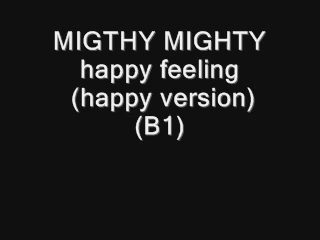 MIGTHY MIGHTY
happy feeling
(happy version)
(B1)